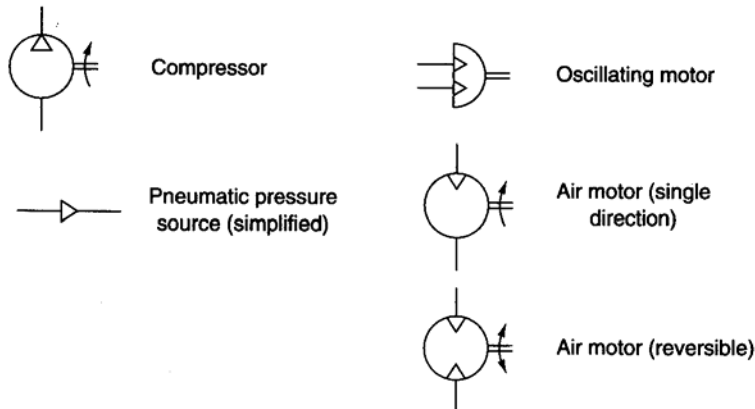 Compressor
Pneumatic pressure
source (simplified)
Oscillating motor
Air motor (single
direction)
Air motor (reversible)